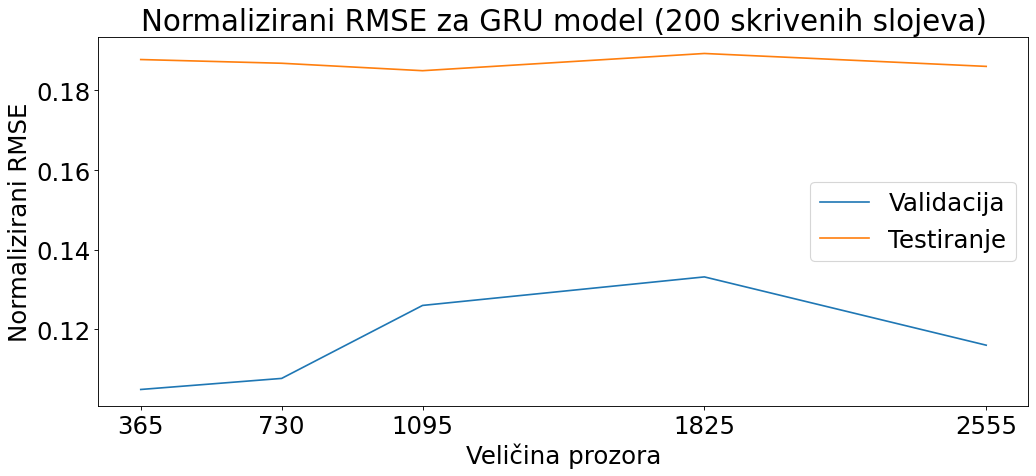 Normalizirani RMSE za GRU model (200 skrivenih slojeva)
Normalizirani RMSE
0.18
0.16
0.14
0.12
Validacija
Testiranje
365 730 1095 1825 2555
Veličina prozora